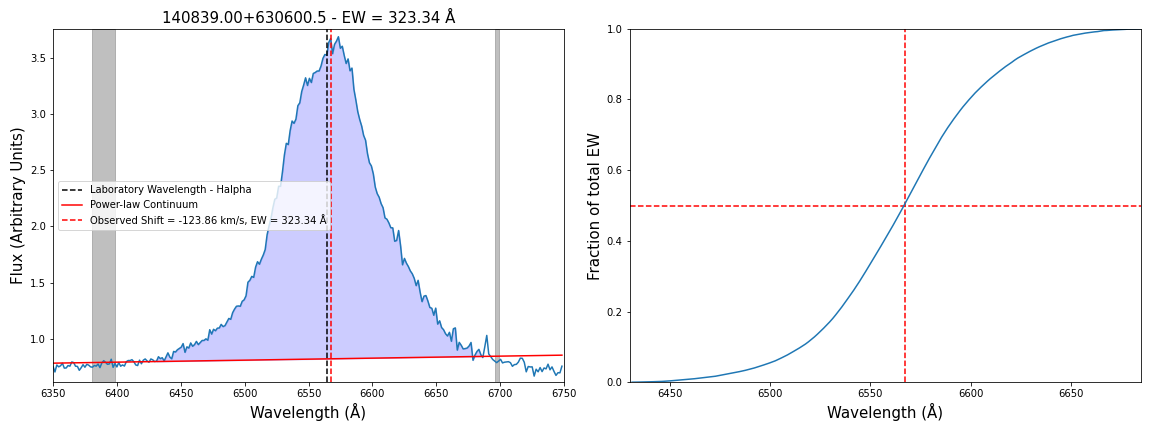 140839.00+630600.5 - EW = 323.34 Å
Flux (Arbitrary Units)
3.5
3.0
2.5
2.0
1.5
1.0
Laboratory Wavelength - Halpha
Power-law Continuum
Observed Shift = -123.86 km/s, EW = 323.34 Å
6350 6400 6450 6500 6550 6600 6650 6700 6750
Wavelength (Å)
Fraction of total EW
1.0
0.8
0.6
0.4
0.2
0.0
6450 6500 6550 6600 6650
Wavelength (Å)